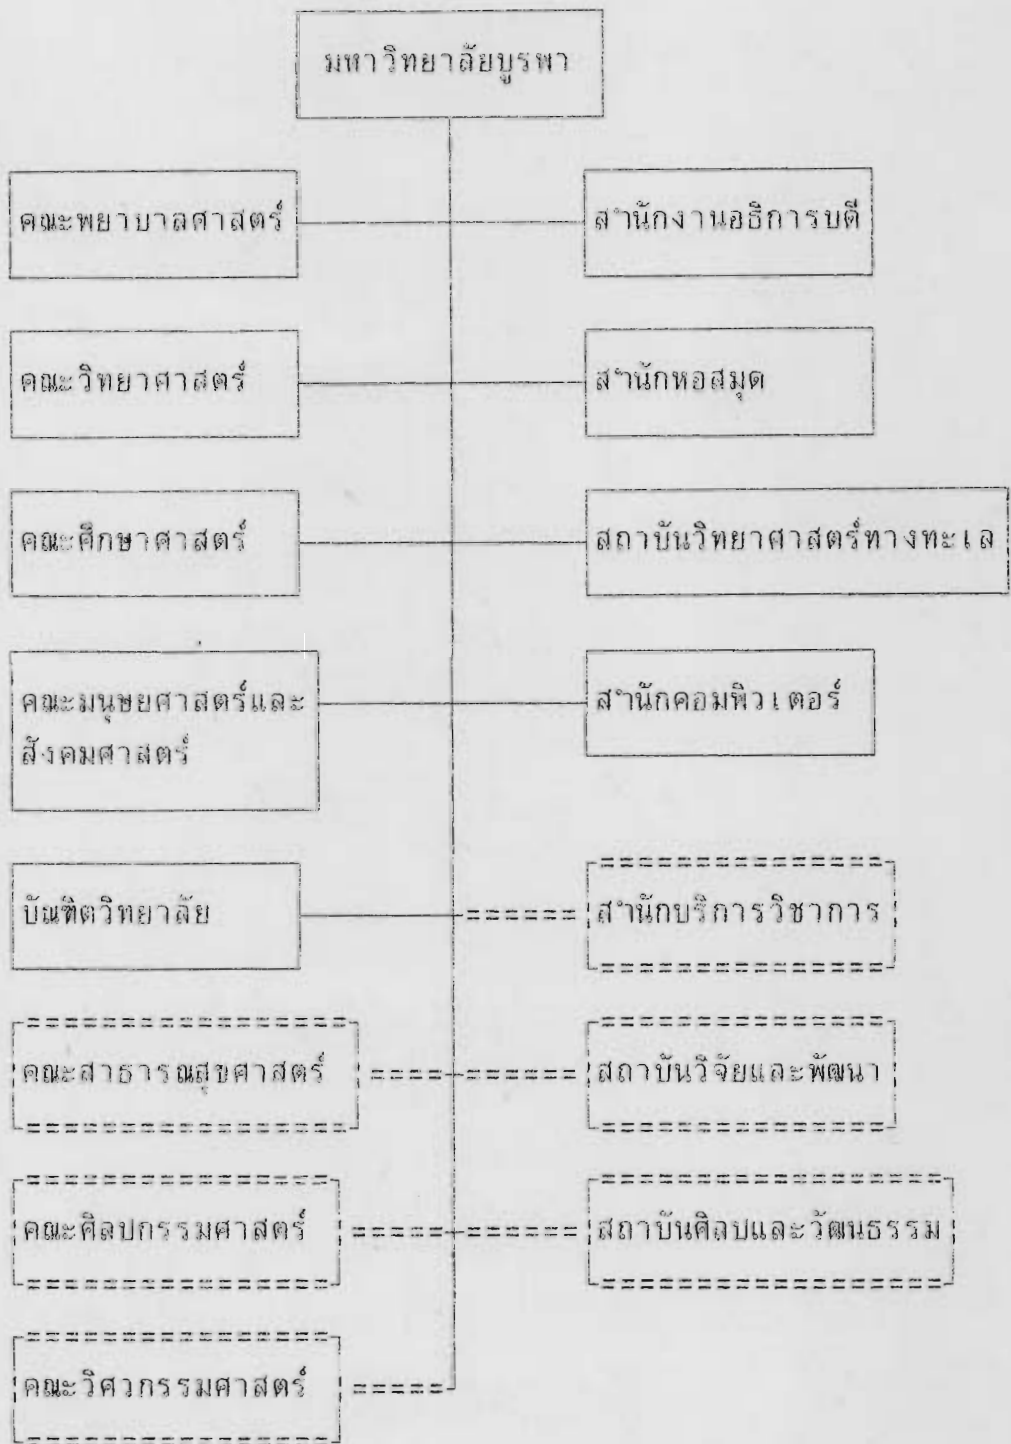 มหาวิทยาลัยบูรพา
คณะพยาบาลศาสตร์
สำนักงานอธิการบดี
คณะวิทยาศาสตร์
สำนักหอสมุด
คณะศึกษาศาสตร์
สถาบันวิทยาศาสตร์ทางทะเล
คณะมนุษยศาสตร์และ
สังคมศาสตร์
สำนักคอมพิวเตอร์
บัณฑิตวิทยาลัย
สำนักบริการวิชาการ
คณะสาธารณสุขศาสตร์
สถาบันวิจัยและพัฒนา
คณะศิลปกรรมศาสตร์
สถาบันศิลปและวัฒนธรรม
คณะวิศวกรรมศาสตร์